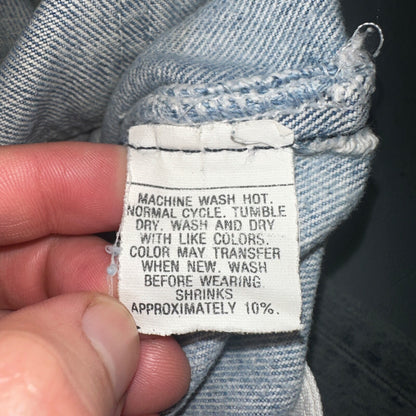 MACHINE WASH HOT.
NORMAL CYCLE. TUMBLE
DRY. WASH AND DRY
WITH LIKE COLORS.
COLOR MAY TRANSFER
WHEN NEW. WASH
BEFORE WEARING.
SHRINKS
APPROXIMATELY 10%.